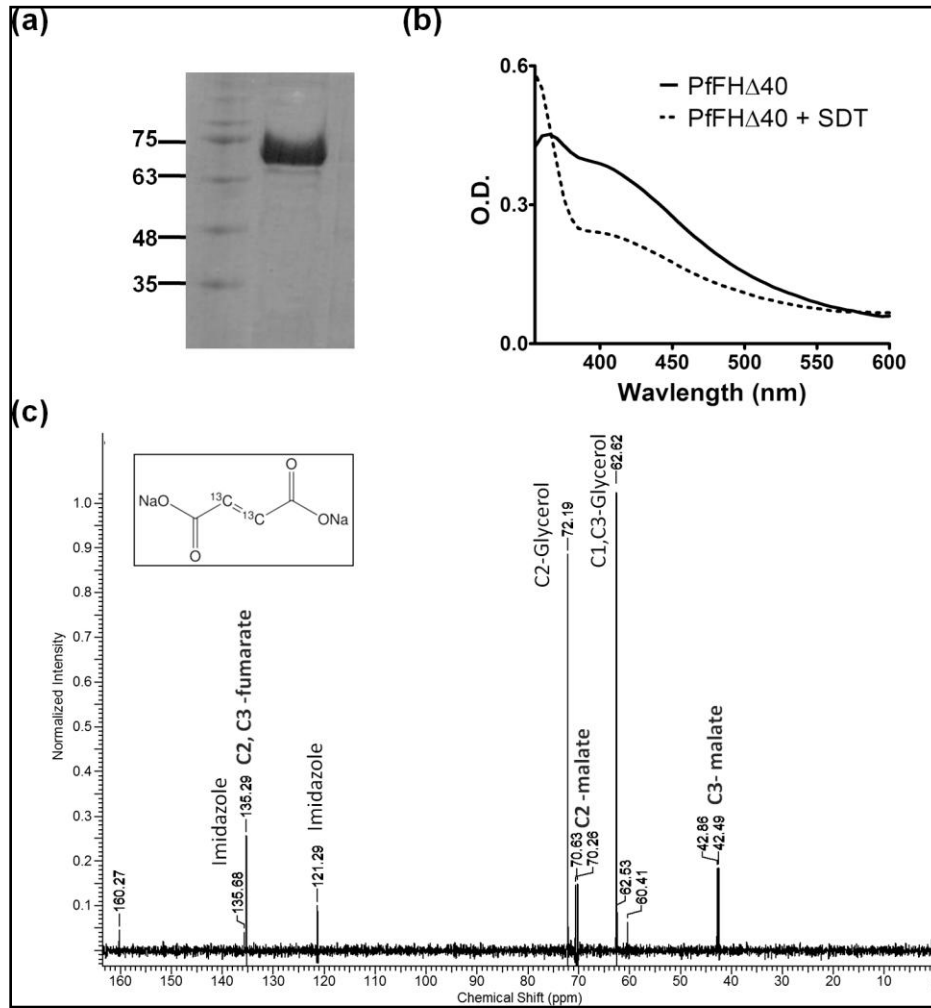 (a)
75
63
48
35
(b)
0.6
0.3
0.0
O.D.
PfFHΔ40
PfFHΔ40 + SDT
400 450 500 550 600
Wavlength (nm)
(c)
NaO
O
13C
13C
O
ONa
1.0
0.9
0.8
0.7
0.6
0.5
0.4
0.3
0.2
0.1
Normalized Intensity
160.27
Imidazole
135.68
135.29 C2, C3 -fumarate
121.29 Imidazole
C2-Glycerol 72.19
70.63 C2 -malate
70.26
C1,C3-Glycerol 62.62
62.53
60.41
42.86 C3- malate
42.49
160 150 140 130 120 110 100 90 80 70 60 50 40 30 20 10 0
Chemical Shift (ppm)